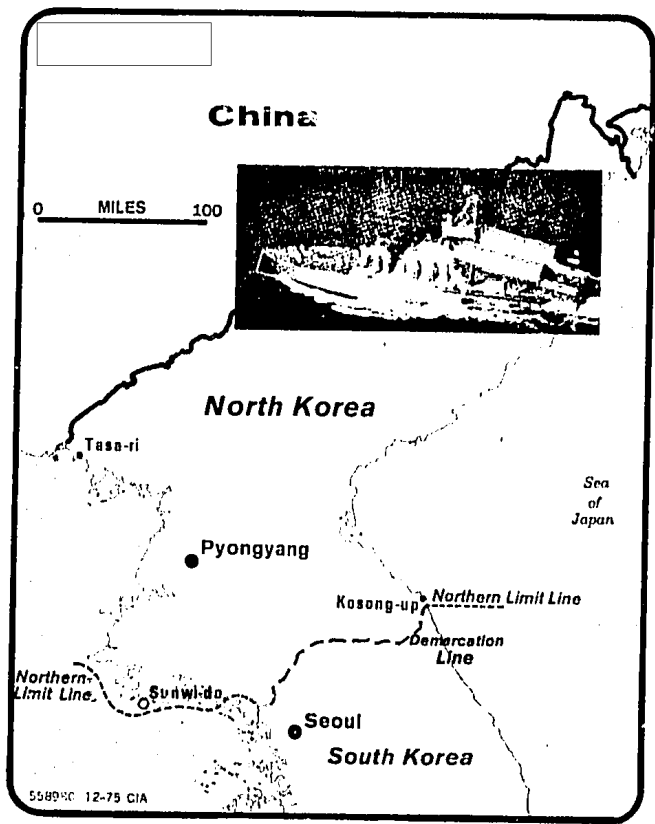 China
0 MILES 100
North Korea
Tasa-ri
Sea
of
Japan
Pyongyang
Kosong-up
Northern Limit Line
Demarcation
Line
Northern
Limit Line
Sunwi-do
Seoul
South Korea
12-75 CIA